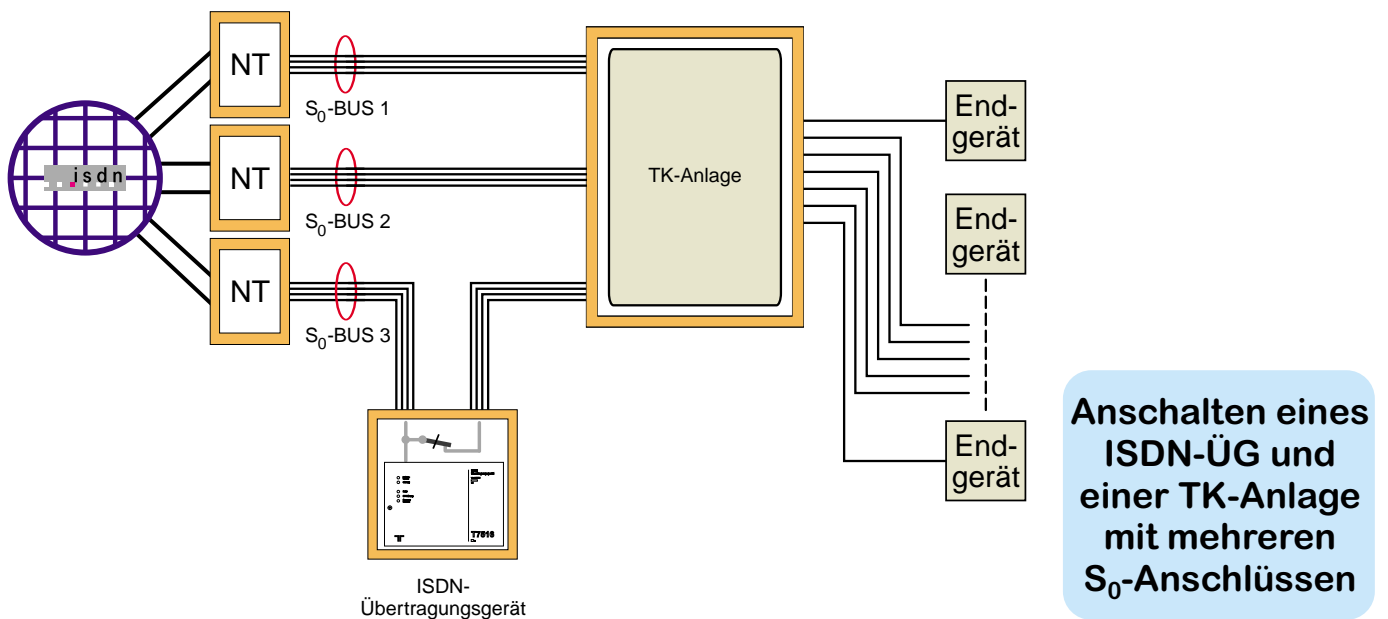 NT
S0-BUS 1
NT
S0-BUS 2
NT
S0-BUS 3
isdn
TK-Anlage
End-
gerät
End-
gerät
End-
gerät
T7516
ISDN-
Übertragungsgerät
Anschalten eines
ISDN-ÜG und
einer TK-Anlage
mit mehreren
S0-Anschlüssen